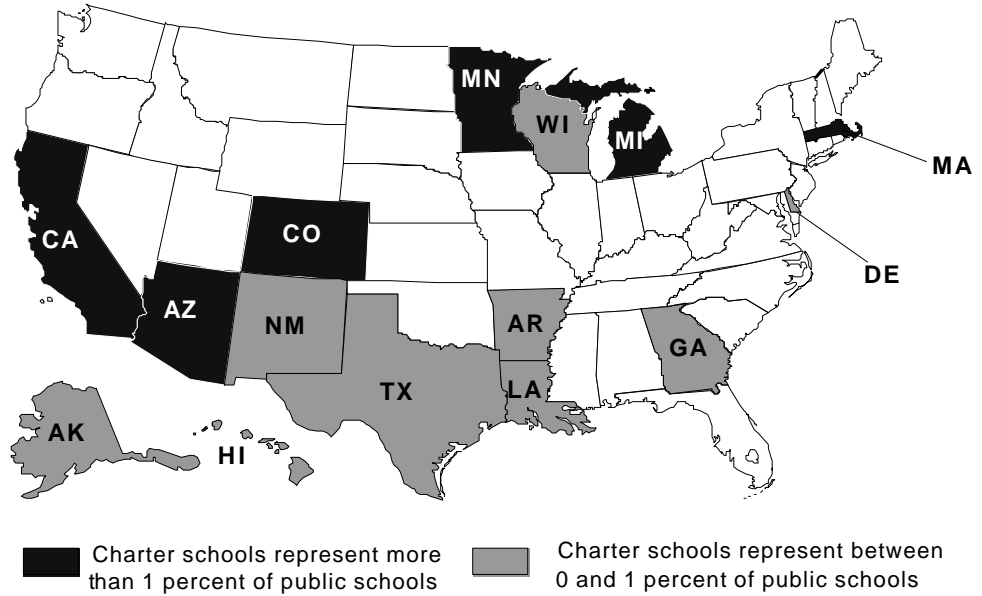 MN
WI
MI
MA
CA
CO
DE
AZ
NM
AR
GA
TX
LA
AK
HI
Charter schools represent more
than 1 percent of public schools
Charter schools represent between
0 and 1 percent of public schools